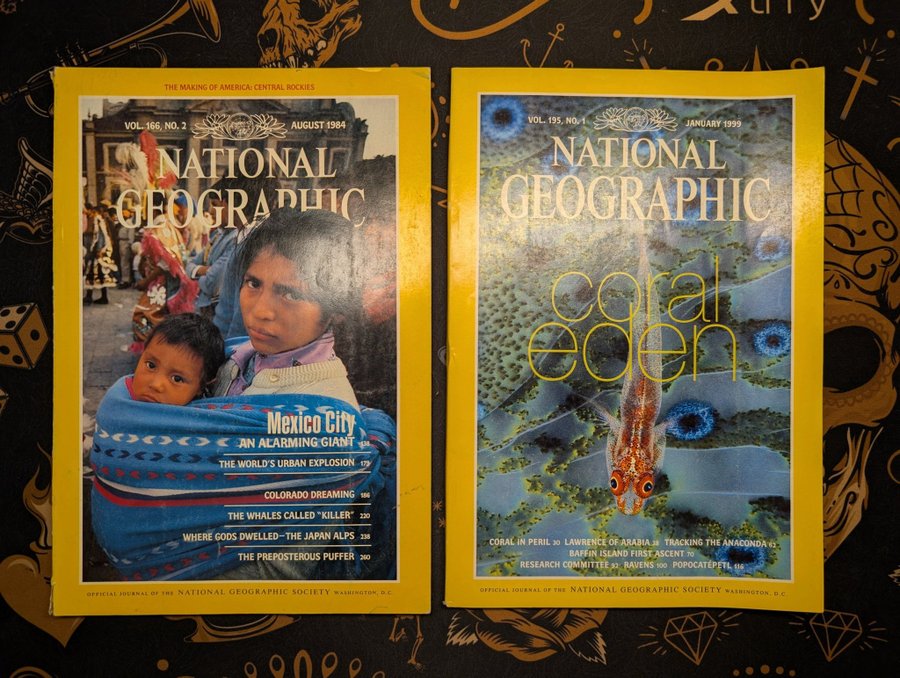 THE MAKING OF AMERICA: CENTRAL ROCKIES
VOL. 166, NO. 2
AUGUST 1984
NATIONAL
GEOGRAPHIC
Mexico City
AN ALARMING GIANT 138
THE WORLD'S URBAN EXPLOSION 179
COLORADO DREAMING 186
THE WHALES CALLED "KILLER" 220
WHERE GODS DWELLED—THE JAPAN ALPS 238
THE PREPOSTEROUS PUFFER 260
OFFICIAL JOURNAL OF THE NATIONAL GEOGRAPHIC SOCIETY WASHINGTON, D.C.
VOL. 195, NO. 1
JANUARY 1999
NATIONAL
GEOGRAPHIC
coral
eden
CORAL IN PERIL 30 LAWRENCE OF ARABIA 38 TRACKING THE ANACONDA 62
BAFFIN ISLAND FIRST ASCENT 70
RESEARCH COMMITTEE 92 RAVENS 100 POPOCATÉPETL 116
OFFICIAL JOURNAL OF THE NATIONAL GEOGRAPHIC SOCIETY WASHINGTON, D.C.